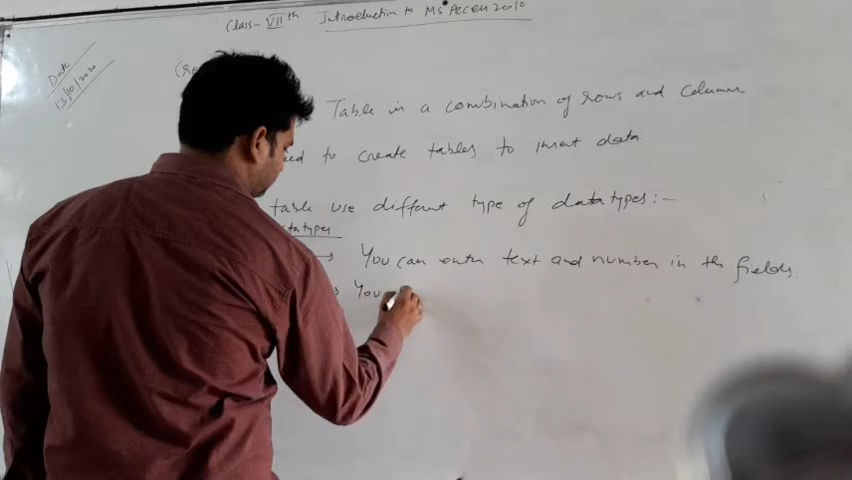 Class- VIIth Introduction to MS Access 2010
Date
13/10/2020
Table is a combination of rows and columns
to create tables to insert data
table use different type of data types:-
datatypes
→ You can enter text and number in the fields.
You